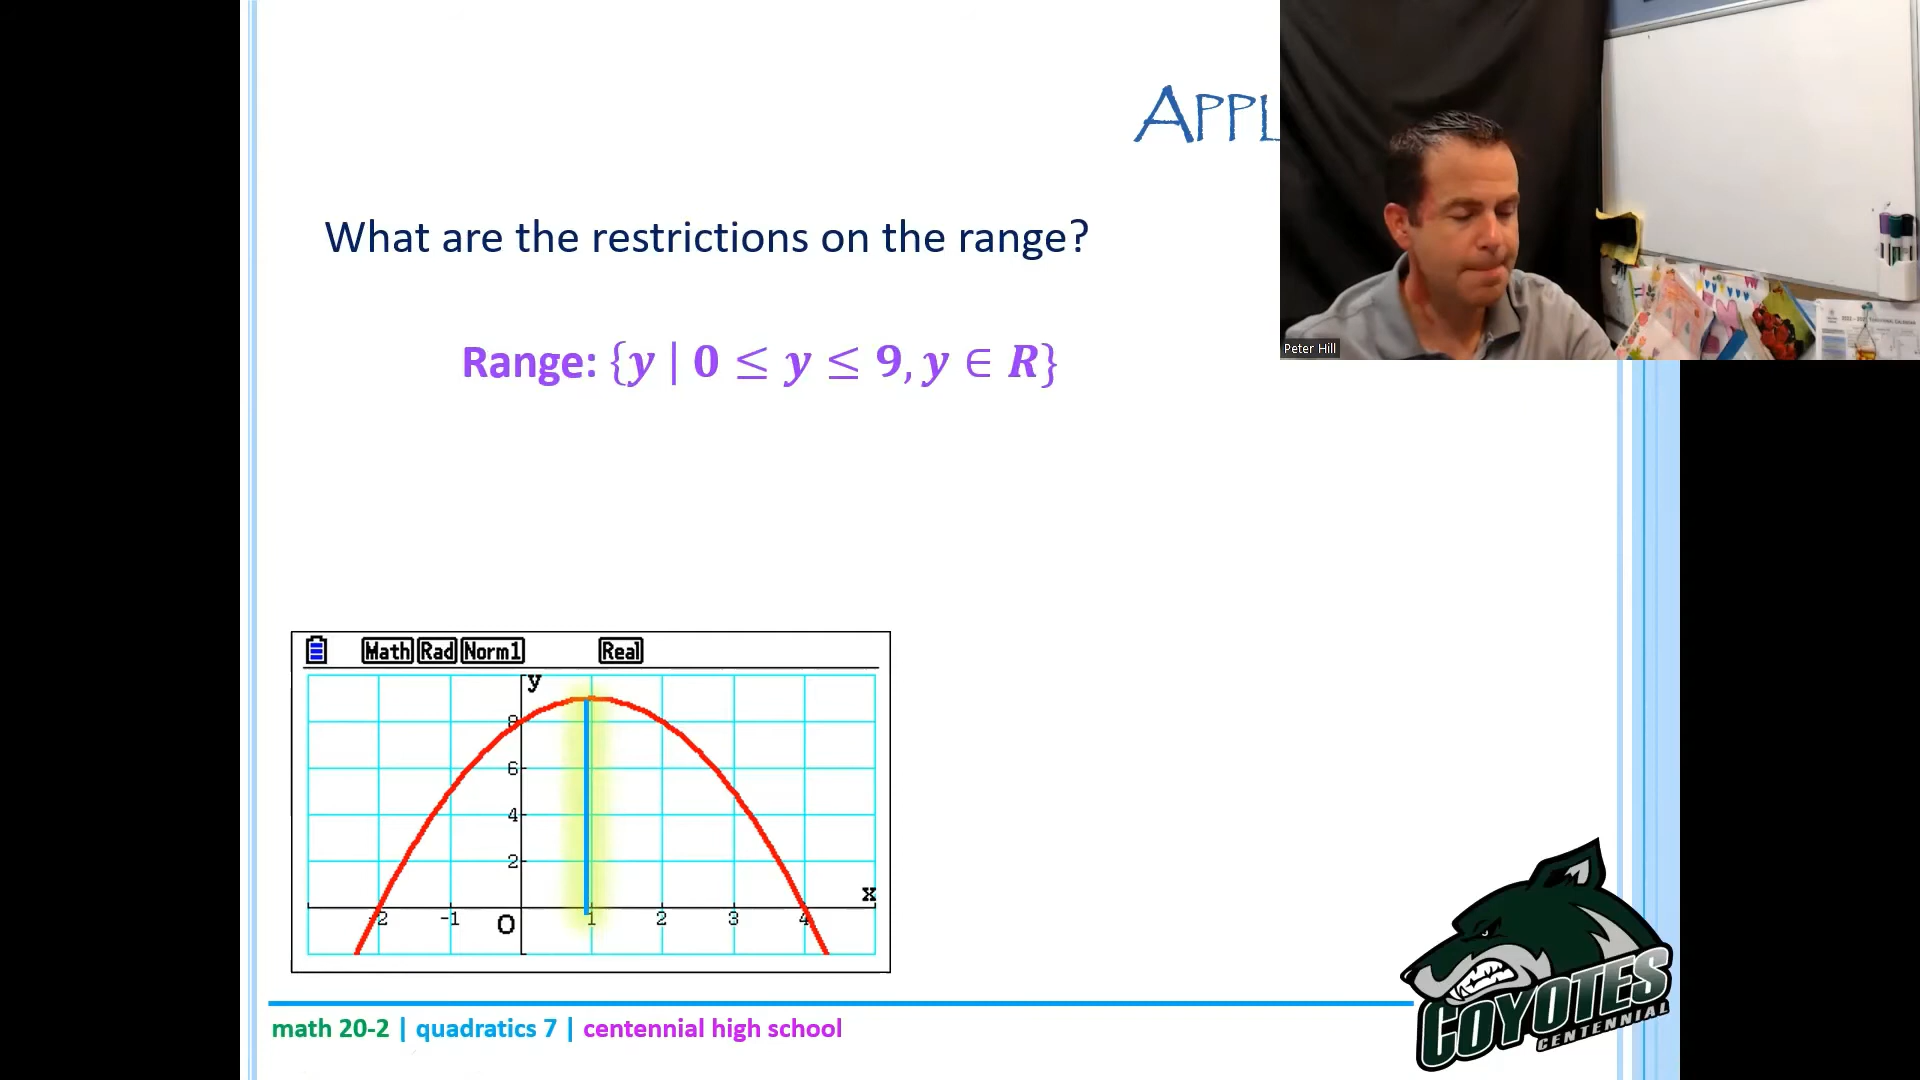 APPL
What are the restrictions on the range?
Peter Hill
Range: {y | 0 ≤ y ≤ 9, y ∈ R}
Math Rad Norm1 Real
y
8
6
4
2
x
-2 -1 O 1 2 3 4
COYOTES
CENTENNIAL
math 20-2 | quadratics 7 | centennial high school